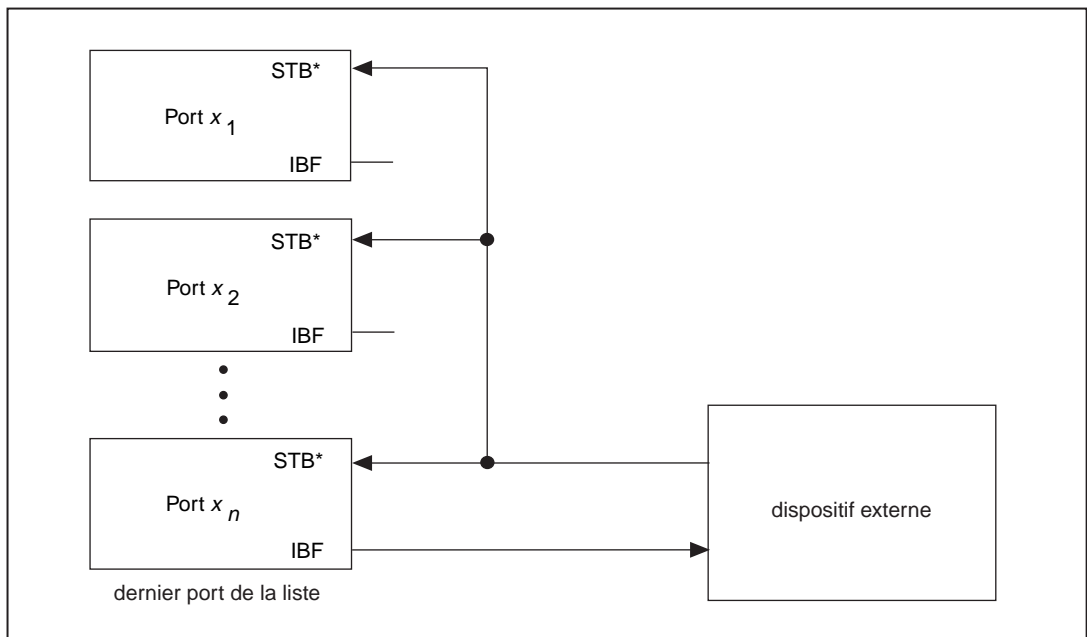 STB*
Port x 1
IBF
STB*
Port x 2
IBF
STB*
Port x n
IBF
dernier port de la liste
dispositif externe